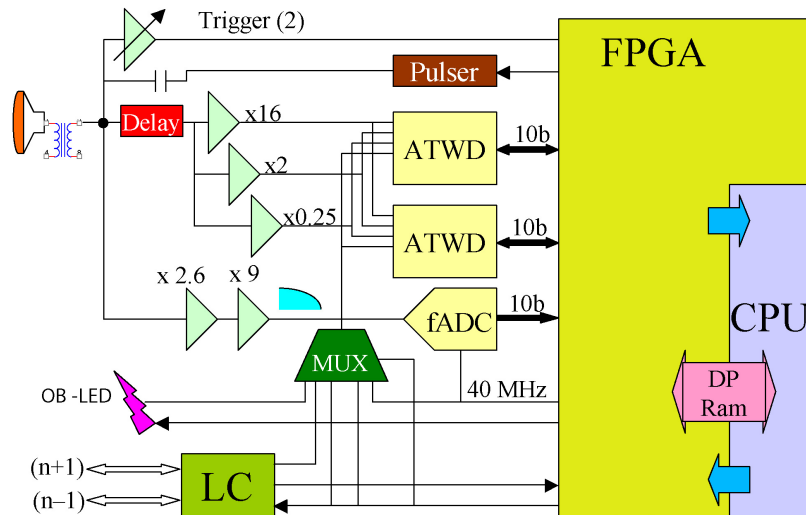 Trigger (2)
FPGA
Pulser
Delay
x16
ATWD
10b
x2
x0.25
ATWD
10b
x 2.6
x 9
fADC
10b
CPU
MUX
OB -LED
40 MHz
DP
Ram
(n+1)
LC
(n–1)